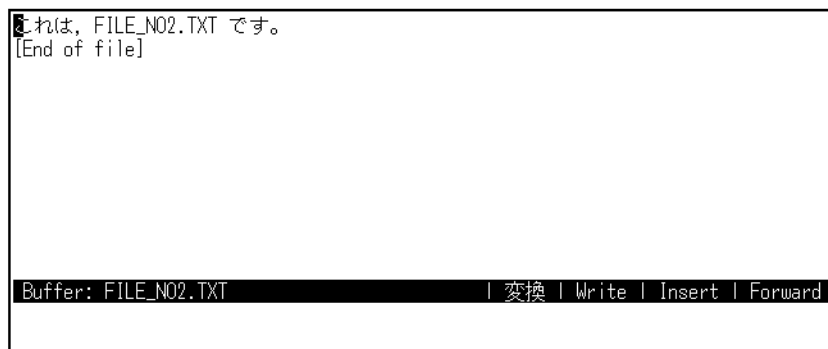 これは, FILE_NO2.TXT です。
[End of file]
Buffer: FILE_NO2.TXT | 変換 | Write | Insert | Forward